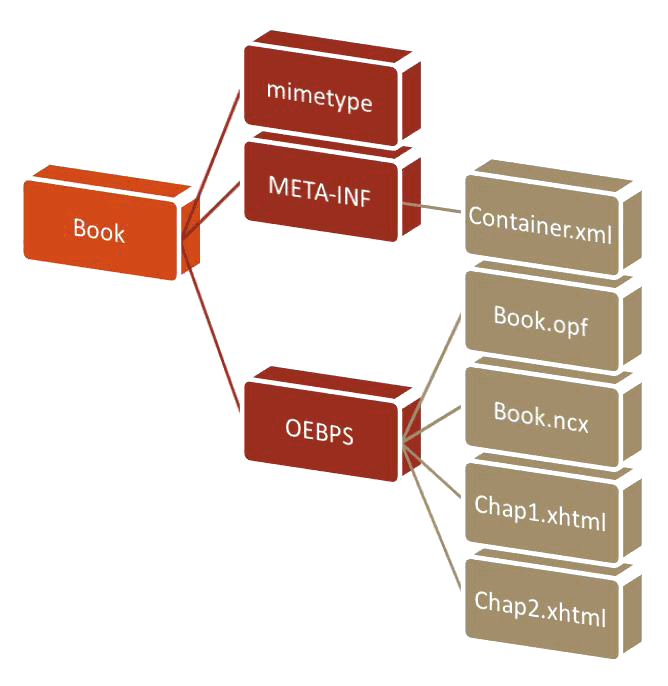 Book
mimetype
META-INF
OEBPS
Container.xml
Book.opf
Book.ncx
Chap1.xhtml
Chap2.xhtml